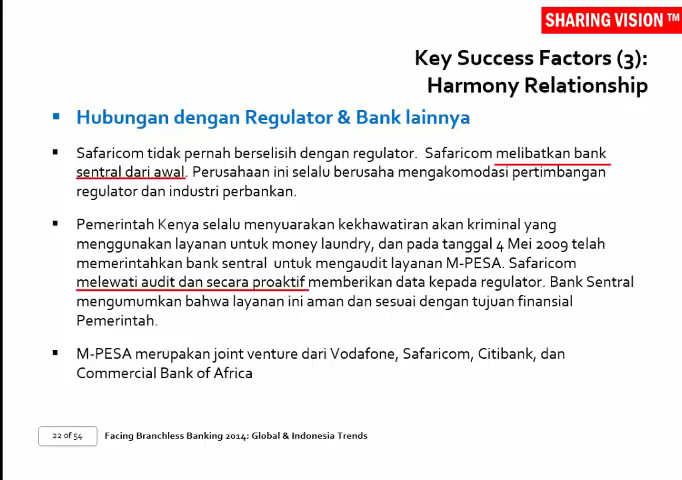 SHARING VISION ™
Key Success Factors (3):
Harmony Relationship
▪ Hubungan dengan Regulator & Bank lainnya
▪ Safaricom tidak pernah berselisih dengan regulator. Safaricom melibatkan bank
sentral dari awal. Perusahaan ini selalu berusaha mengakomodasi pertimbangan
regulator dan industri perbankan.
▪ Pemerintah Kenya selalu menyuarakan kekhawatiran akan kriminal yang
menggunakan layanan untuk money laundry, dan pada tanggal 4 Mei 2009 telah
memerintahkan bank sentral untuk mengaudit layanan M-PESA. Safaricom
melewati audit dan secara proaktif memberikan data kepada regulator. Bank Sentral
mengumumkan bahwa layanan ini aman dan sesuai dengan tujuan finansial
Pemerintah.
▪ M-PESA merupakan joint venture dari Vodafone, Safaricom, Citibank, dan
Commercial Bank of Africa
22 of 54 Facing Branchless Banking 2014: Global & Indonesia Trends